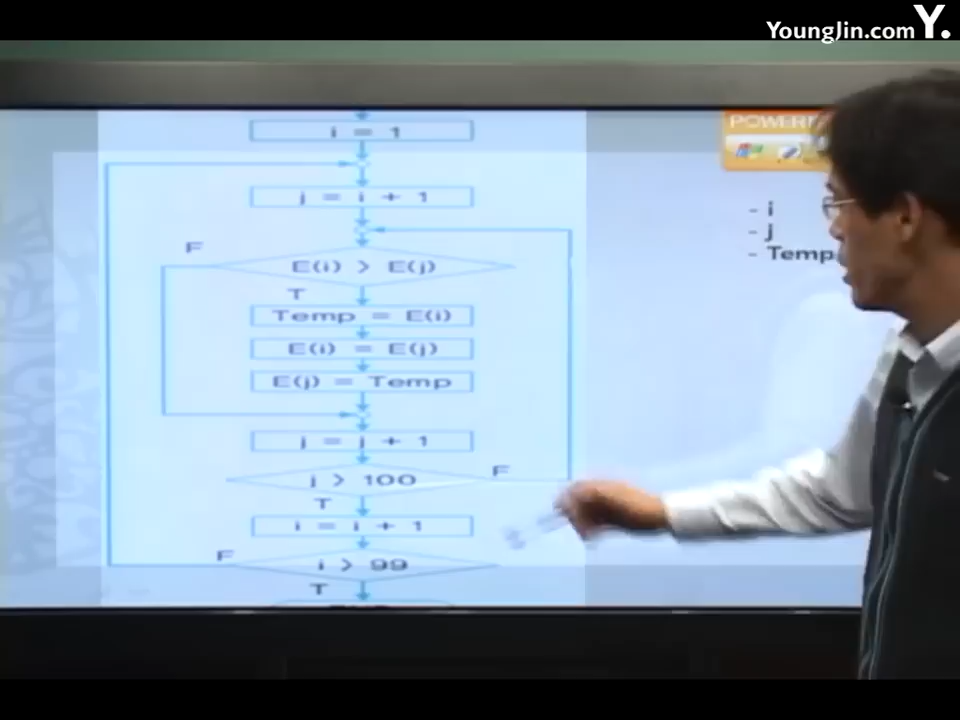 YoungJin.com Y.
POWER
i = 1
j = i + 1
F
E(i) > E(j)
T
Temp = E(i)
E(i) = E(j)
E(j) = Temp
j = j + 1
j > 100
F
T
i = i + 1
F
i > 99
T
- i
- j
- Temp